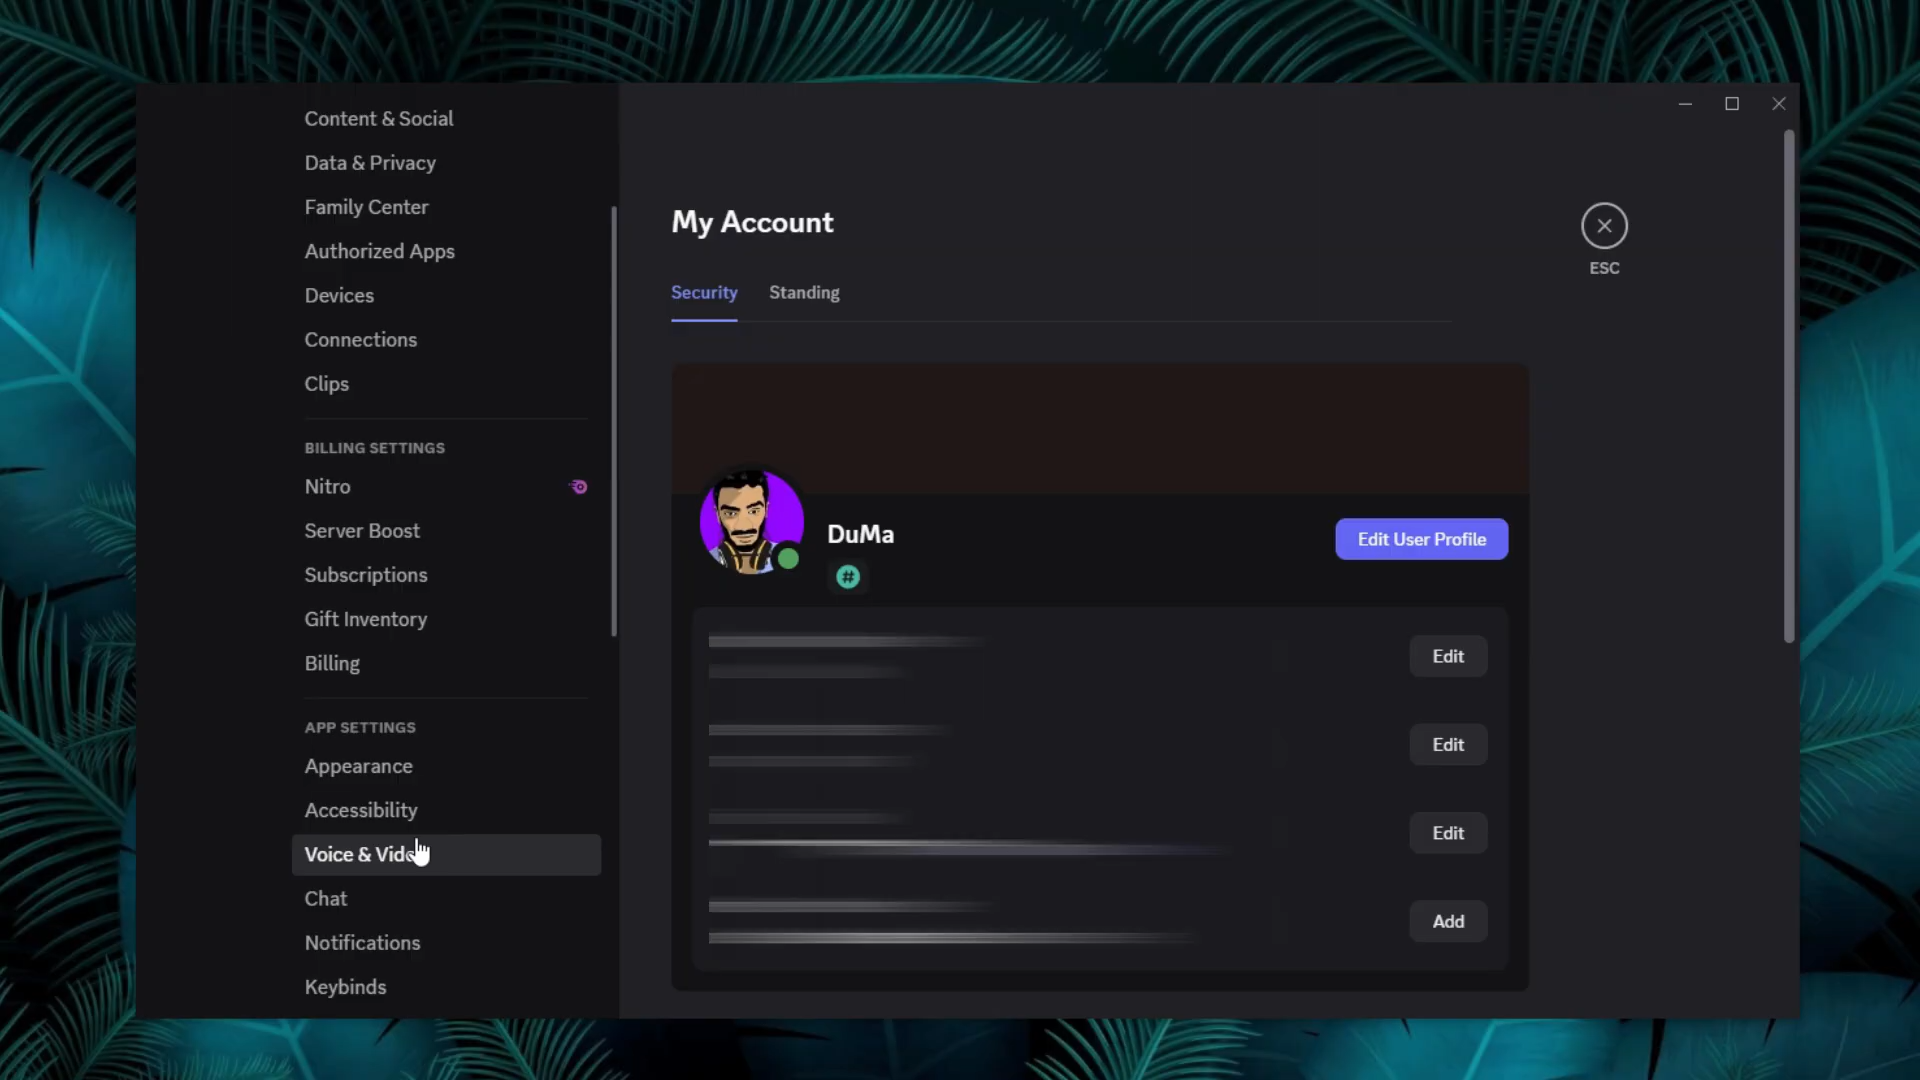 Content & Social
Data & Privacy
Family Center
Authorized Apps
Devices
Connections
Clips
BILLING SETTINGS
Nitro
Server Boost
Subscriptions
Gift Inventory
Billing
APP SETTINGS
Appearance
Accessibility
Voice & Video
Chat
Notifications
Keybinds
My Account
ESC
Security Standing
DuMa
#
Edit User Profile
Edit
Edit
Edit
Add